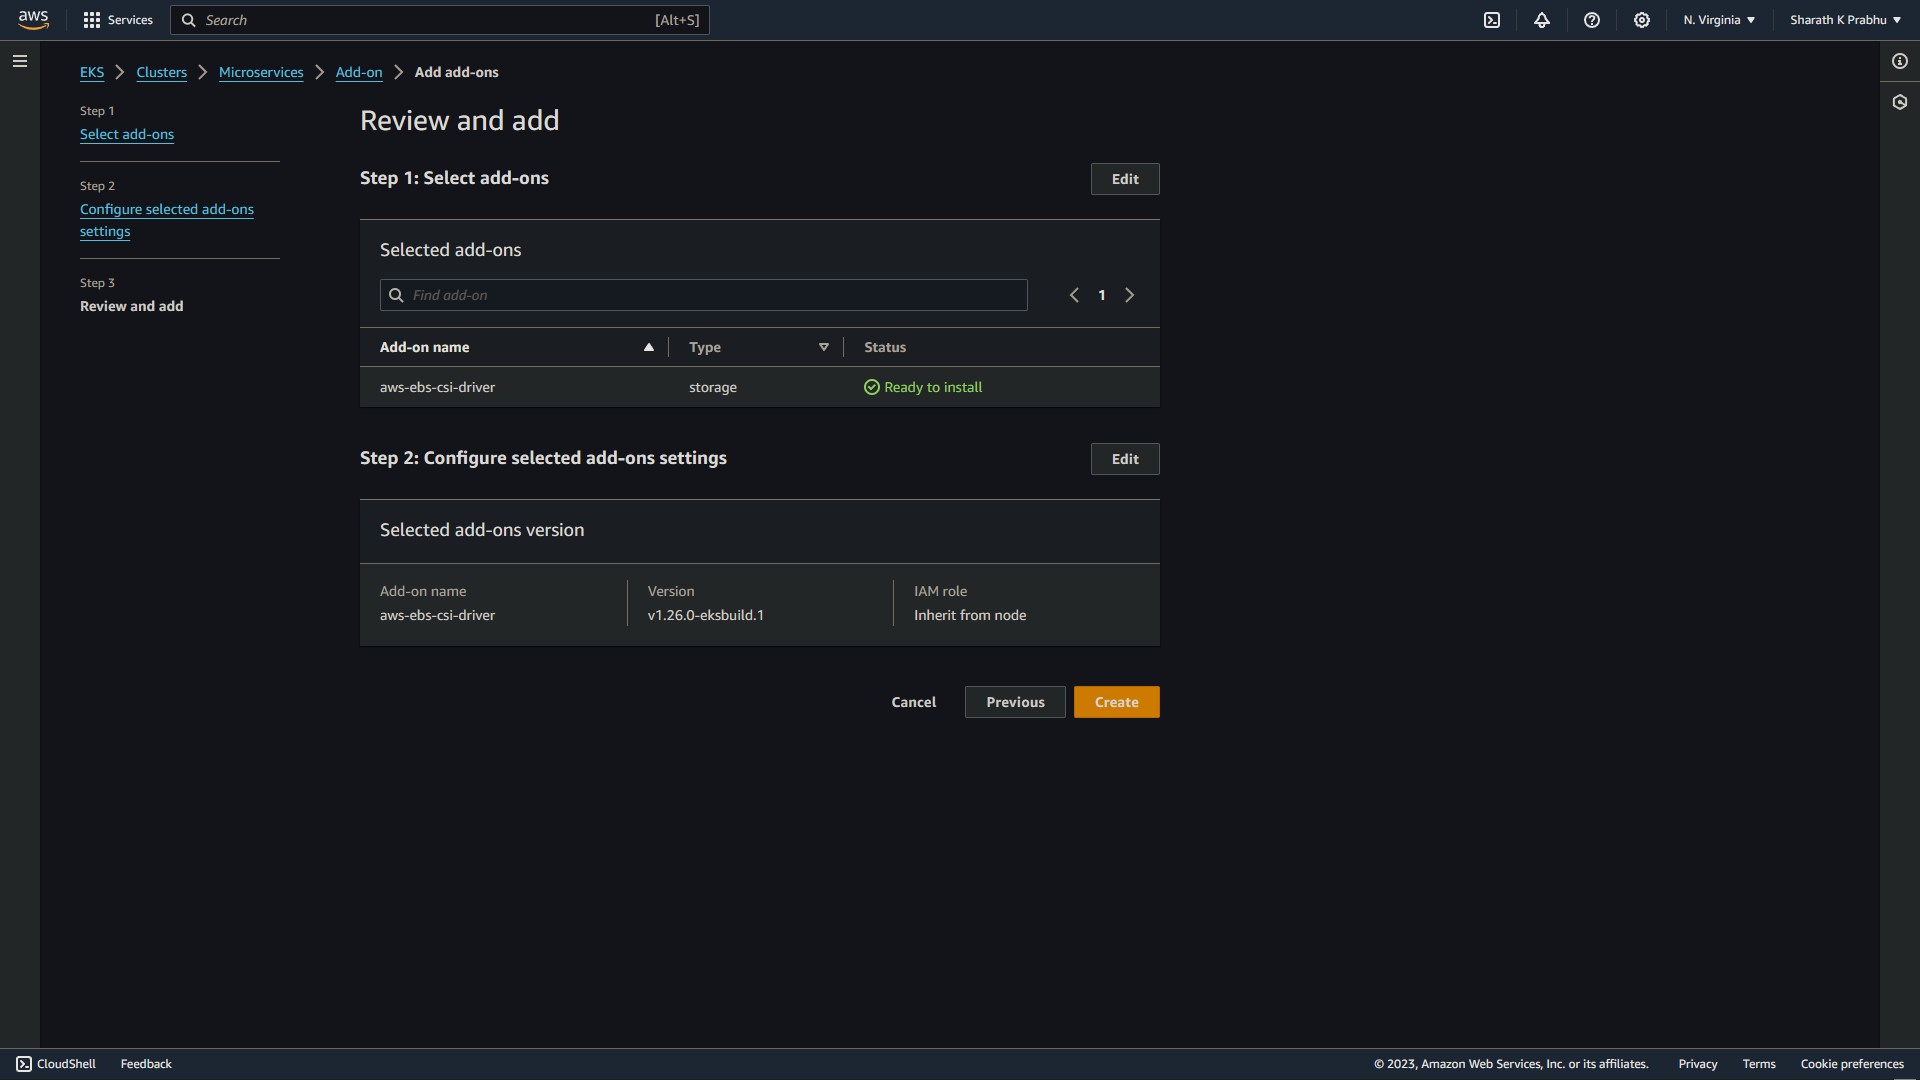 aws
Services
Search
[Alt+S]
N. Virginia
Sharath K Prabhu
EKS
Clusters
Microservices
Add-on
Add add-ons
Step 1
Select add-ons
Step 2
Configure selected add-ons
settings
Step 3
Review and add
Review and add
Step 1: Select add-ons
Edit
Selected add-ons
Find add-on
1
Add-on name
Type
Status
aws-ebs-csi-driver
storage
Ready to install
Step 2: Configure selected add-ons settings
Edit
Selected add-ons version
Add-on name
Version
IAM role
aws-ebs-csi-driver
v1.26.0-eksbuild.1
Inherit from node
Cancel
Previous
Create
CloudShell
Feedback
© 2023, Amazon Web Services, Inc. or its affiliates.
Privacy
Terms
Cookie preferences